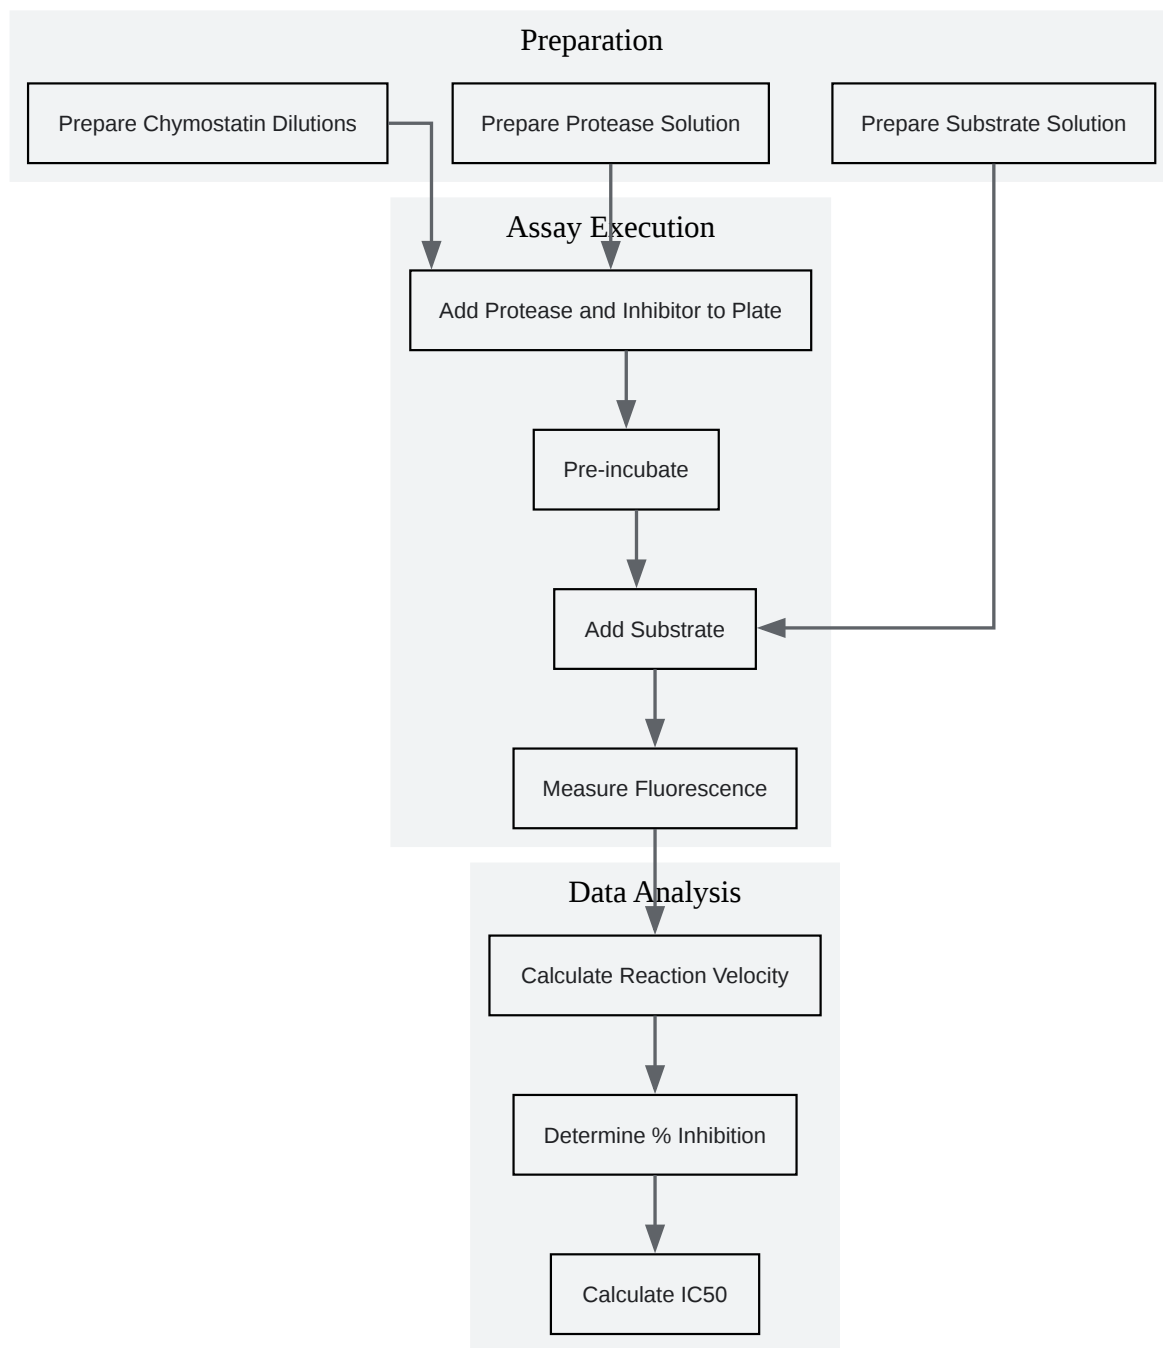 Preparation
Prepare Chymostatin Dilutions
Prepare Protease Solution
Prepare Substrate Solution
Assay Execution
Add Protease and Inhibitor to Plate
Pre-incubate
Add Substrate
Measure Fluorescence
Data Analysis
Calculate Reaction Velocity
Determine % Inhibition
Calculate IC50